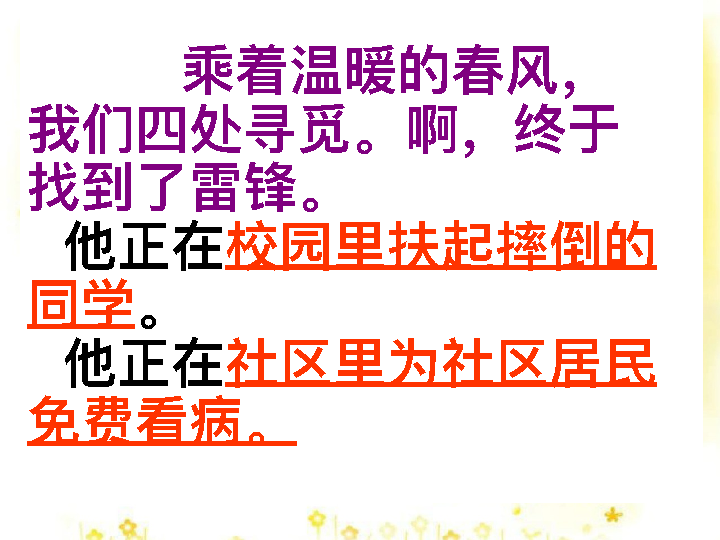 乘着温暖的春风，
我们四处寻觅。啊，终于
找到了雷锋。
他正在校园里扶起摔倒的
同学。
他正在社区里为社区居民
免费看病。